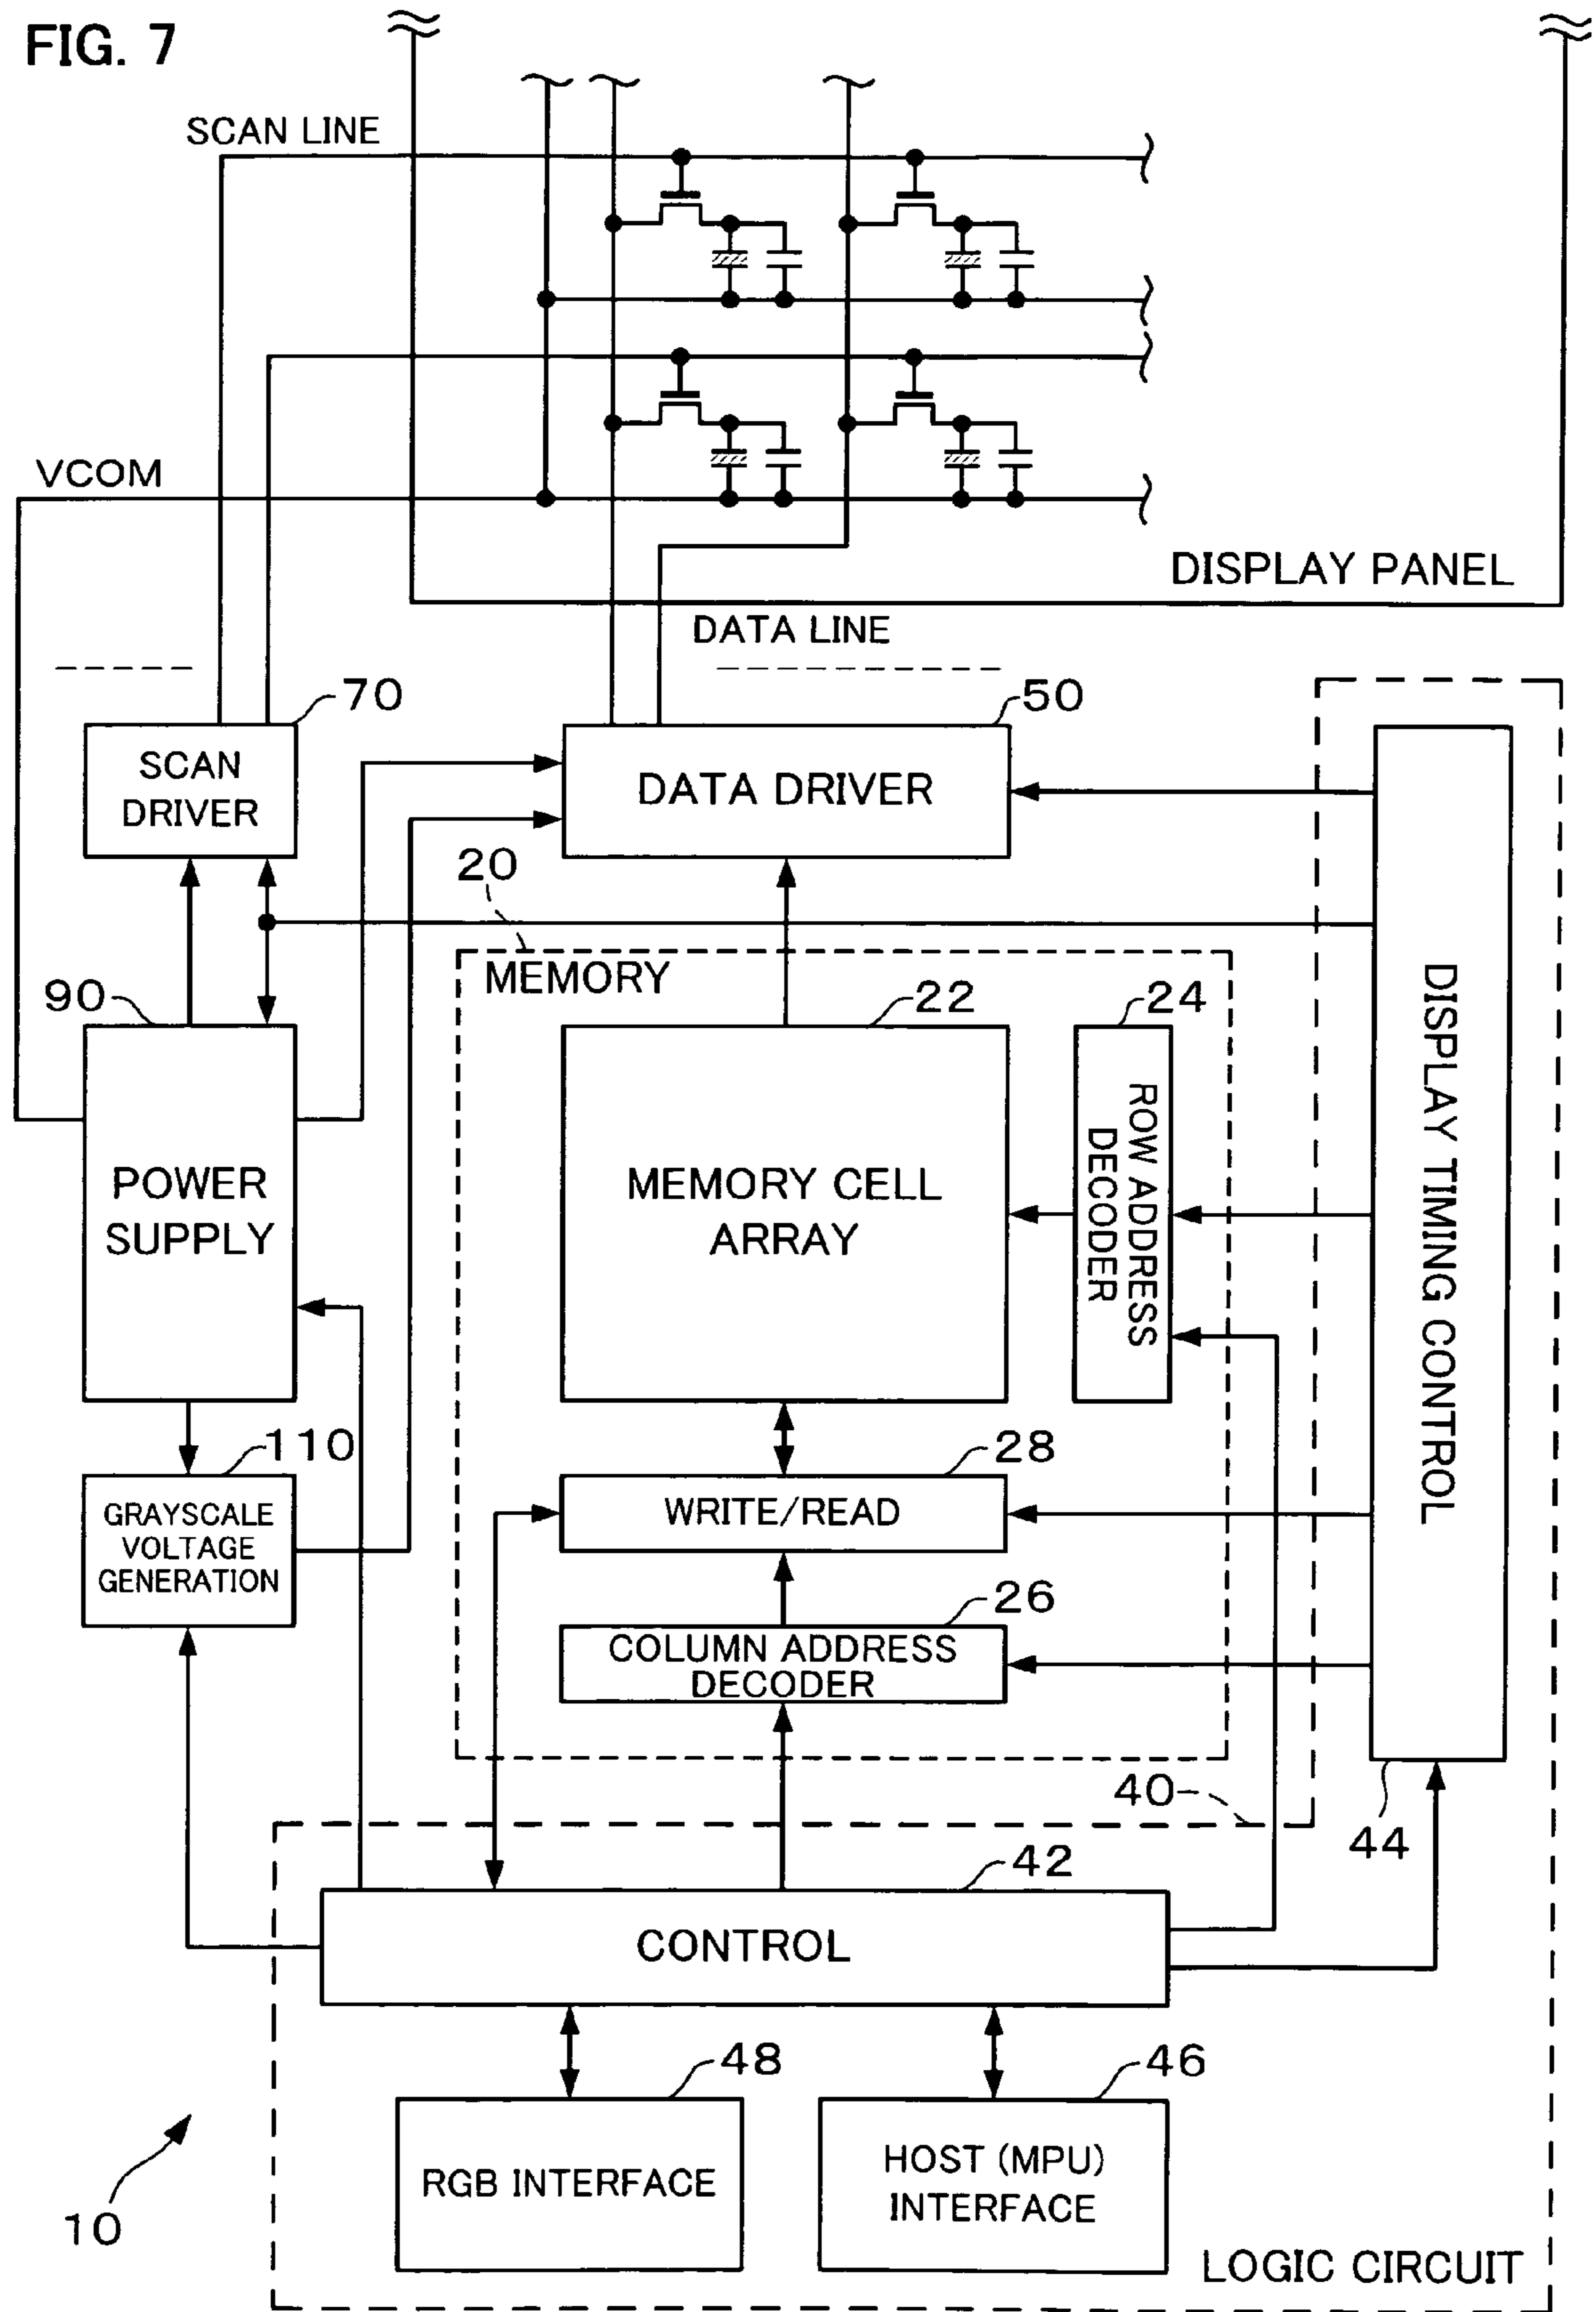 FIG. 7
SCAN LINE
VCOM
DISPLAY PANEL
DATA LINE
70
50
SCAN
DRIVER
DATA DRIVER
20
MEMORY
90
22
24
POWER
SUPPLY
MEMORY CELL
ARRAY
ROW ADDRESS
DECODER
DISPLAY TIMING CONTROL
110
28
GRAYSCALE
VOLTAGE
GENERATION
WRITE/READ
26
COLUMN ADDRESS
DECODER
40
44
42
CONTROL
48
46
RGB INTERFACE
HOST (MPU)
INTERFACE
10
LOGIC CIRCUIT